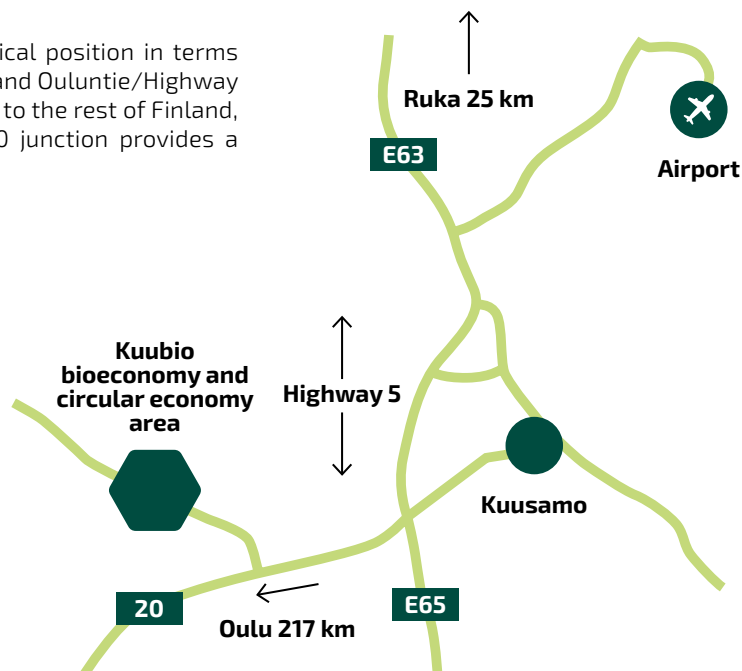 ical position in terms
and Ouluntie/Highway
to the rest of Finland,
0 junction provides a
Ruka 25 km
E63
Airport
Kuubio
bioeconomy and
circular economy
area
Highway 5
Kuusamo
20
E65
Oulu 217 km